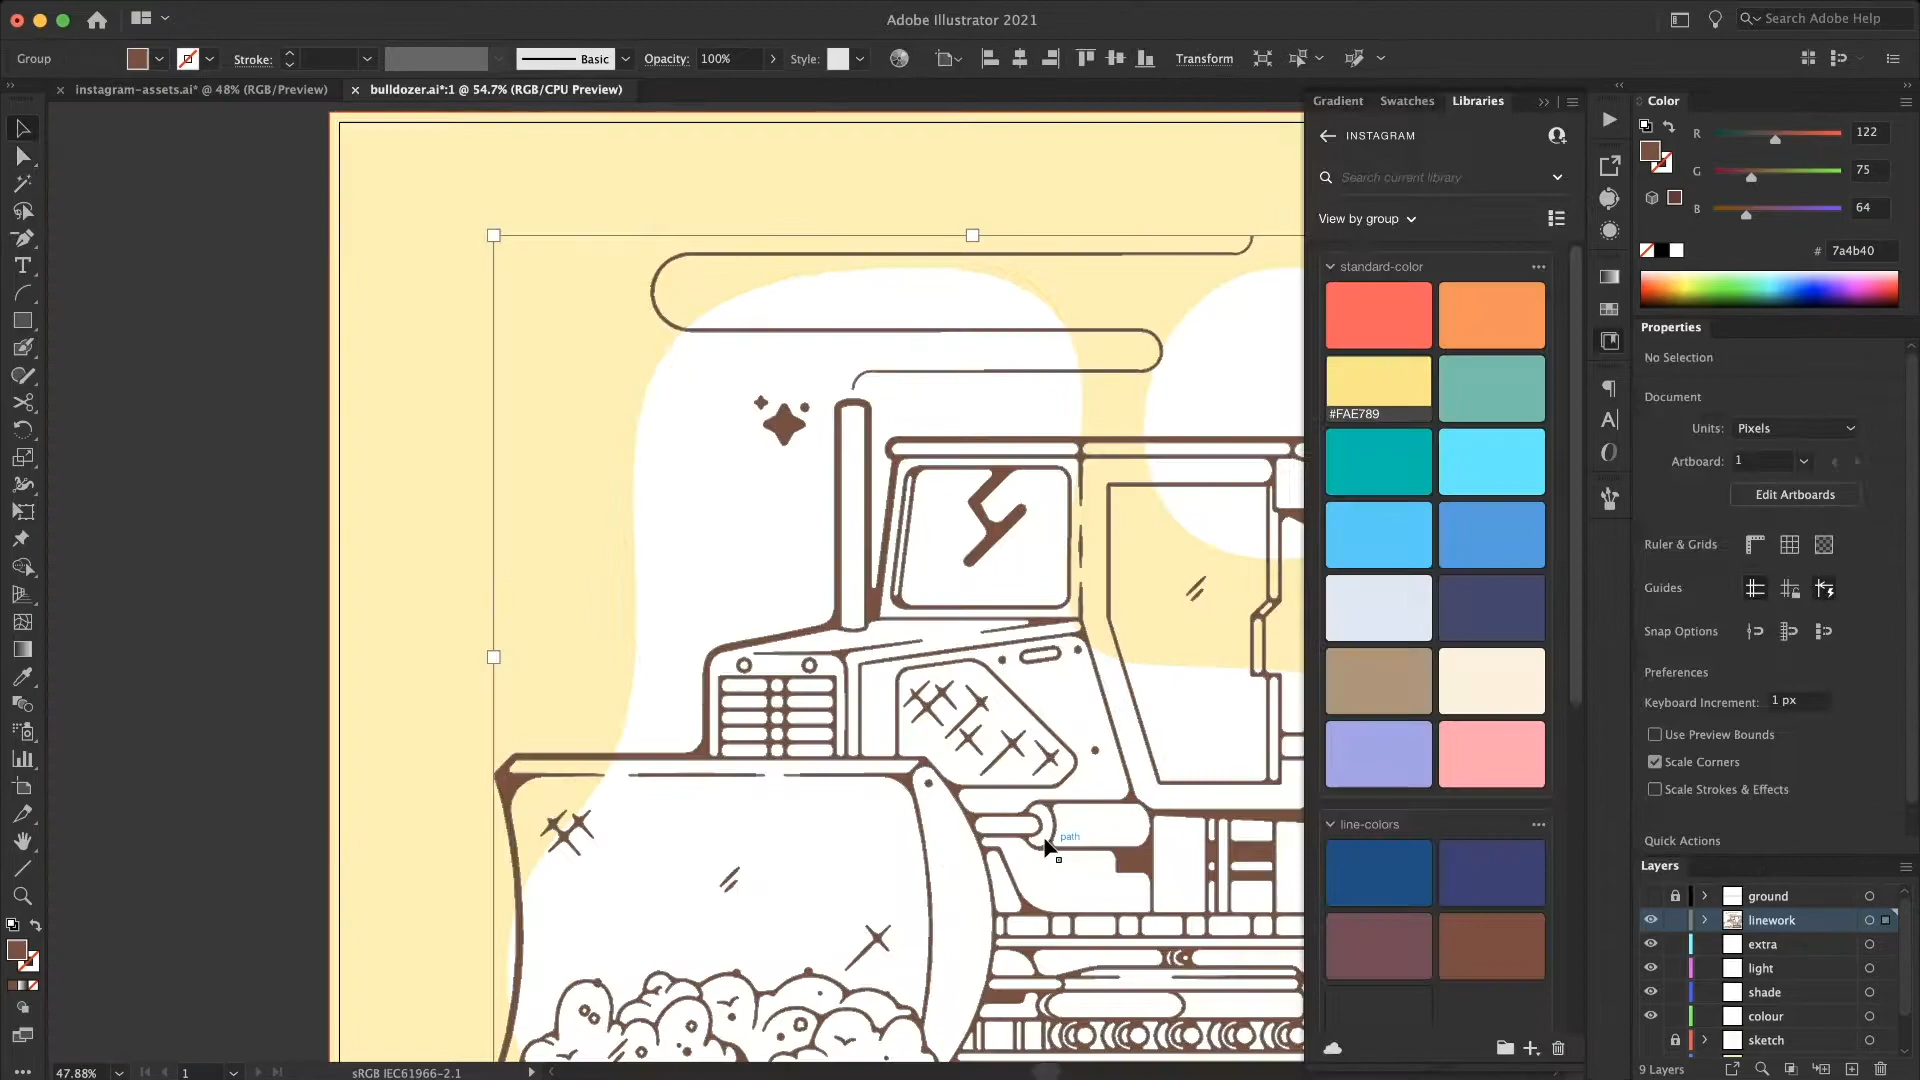 Adobe Illustrator 2021
Search Adobe Help
Group
Stroke:
Basic
Opacity:
100%
Style:
Transform
instagram-assets.ai* @ 48% (RGB/Preview)
bulldozer.ai*:1 @ 54.7% (RGB/CPU Preview)
Gradient
Swatches
Libraries
INSTAGRAM
Search current library
View by group
standard-color
#FAE789
line-colors
Color
R
122
G
75
B
64
# 7a4b40
Properties
No Selection
Document
Units:
Pixels
Artboard:
1
Edit Artboards
Ruler & Grids
Guides
Snap Options
Preferences
Keyboard Increment:
1 px
Use Preview Bounds
Scale Corners
Scale Strokes & Effects
Quick Actions
Layers
ground
linework
extra
light
shade
colour
sketch
9 Layers
path
47.88%
1
sRGB IEC61966-2.1